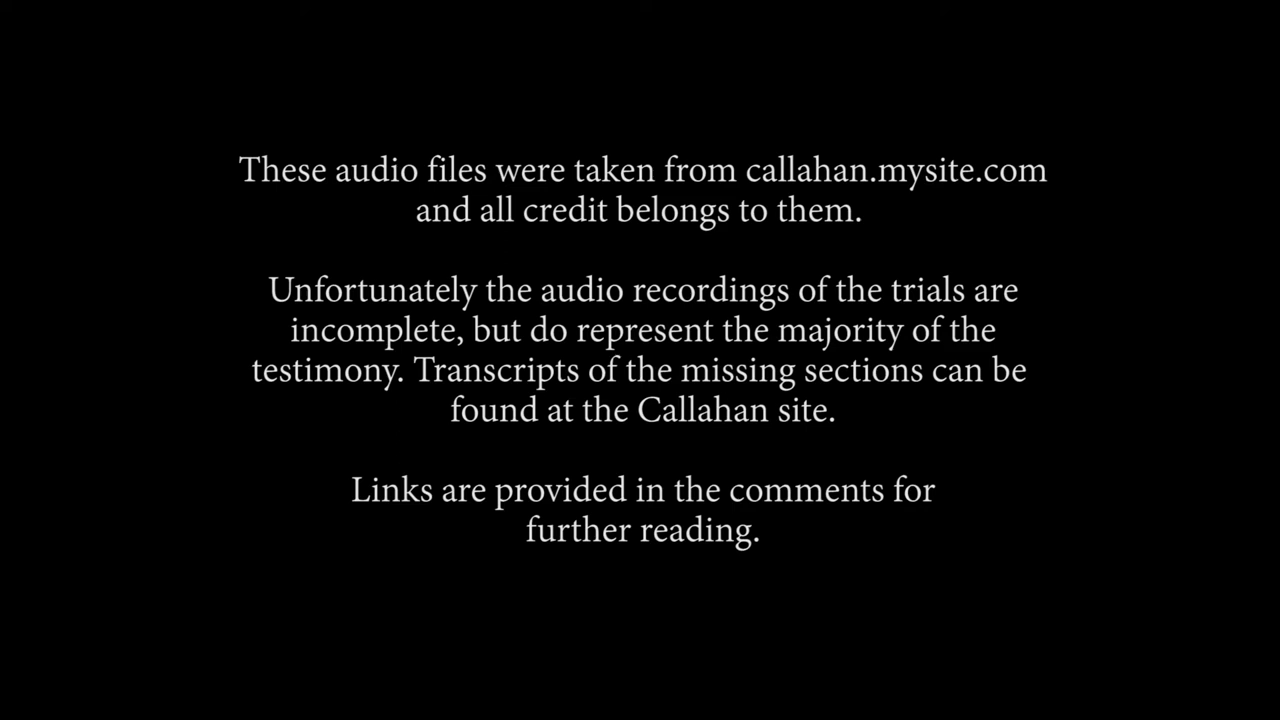 These audio files were taken from callahan.mysite.com
and all credit belongs to them.
Unfortunately the audio recordings of the trials are
incomplete, but do represent the majority of the
testimony. Transcripts of the missing sections can be
found at the Callahan site.
Links are provided in the comments for
further reading.